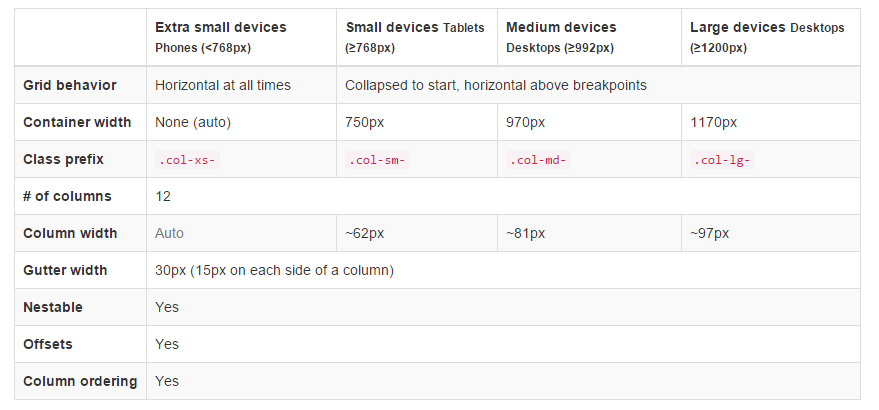 Extra small devices Small devices Tablets Medium devices Large devices Desktops
Phones (<768px) (≥768px) Desktops (≥992px) (≥1200px)
Grid behavior Horizontal at all times Collapsed to start, horizontal above breakpoints
Container width None (auto) 750px 970px 1170px
Class prefix .col-xs- .col-sm- .col-md- .col-lg-
# of columns 12
Column width Auto ~62px ~81px ~97px
Gutter width 30px (15px on each side of a column)
Nestable Yes
Offsets Yes
Column ordering Yes